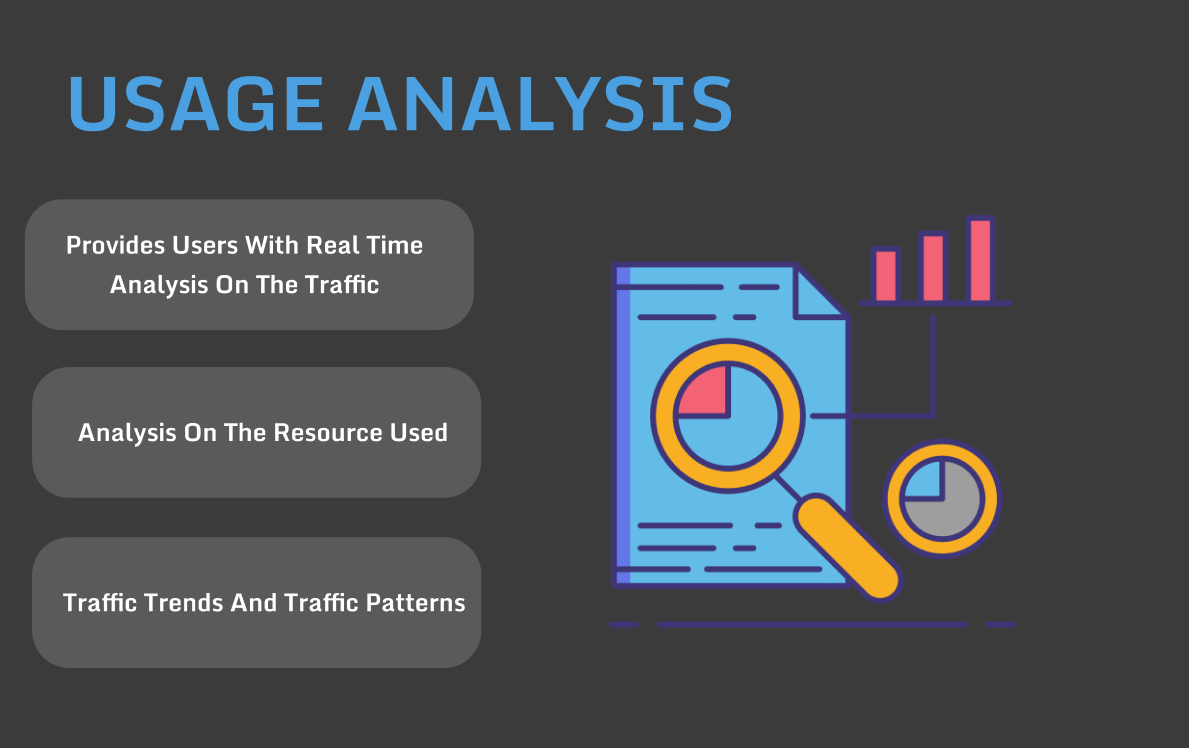 USAGE ANALYSIS
Provides Users With Real Time
Analysis On The Traffic
Analysis On The Resource Used
Traffic Trends And Traffic Patterns